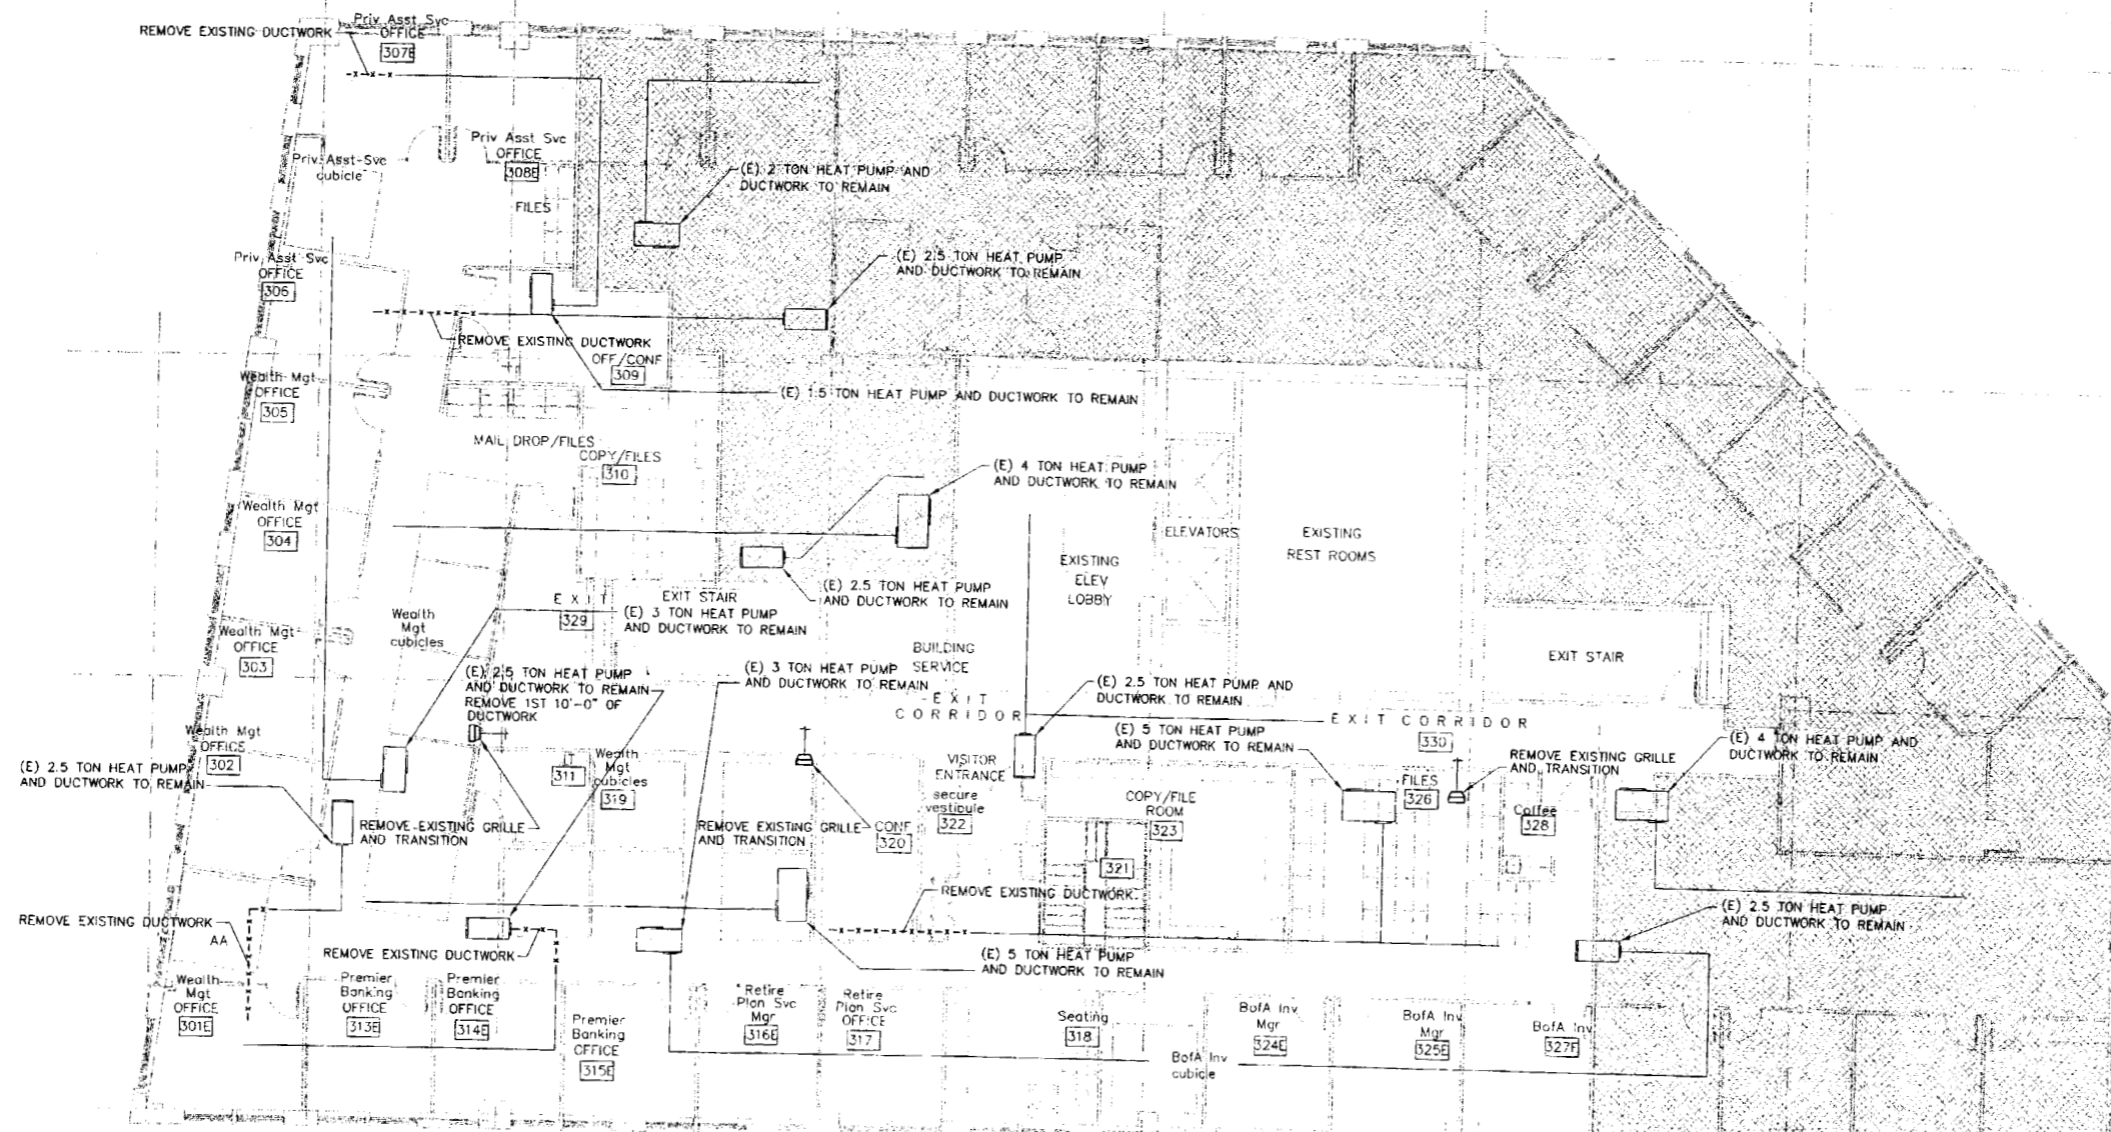 Priv Asst Svc
OFFICE
307E
REMOVE EXISTING DUCTWORK
Priv Asst Svc
OFFICE
308E
FILES
Priv Asst-Svc
cubicle
(E) 2 TON HEAT PUMP AND
DUCTWORK TO REMAIN
(E) 2.5 TON HEAT PUMP
AND DUCTWORK TO REMAIN
Priv Asst Svc
OFFICE
306
REMOVE EXISTING DUCTWORK
OFF/CONF
309
(E) 1.5 TON HEAT PUMP AND DUCTWORK TO REMAIN
Wealth Mgt
OFFICE
305
MAIL DROP/FILES
COPY/FILES
310
(E) 4 TON HEAT PUMP
AND DUCTWORK TO REMAIN
Wealth Mgt
OFFICE
304
ELEVATORS
EXISTING
REST ROOMS
EXISTING
ELEV
LOBBY
(E) 2.5 TON HEAT PUMP
AND DUCTWORK TO REMAIN
EXIT
329
EXIT STAIR
(E) 3 TON HEAT PUMP
AND DUCTWORK TO REMAIN
Wealth
Mgt
cubicles
Wealth Mgt
OFFICE
303
BUILDING
SERVICE
EXIT STAIR
(E) 2.5 TON HEAT PUMP
AND DUCTWORK TO REMAIN
REMOVE 1ST 10'-0" OF
DUCTWORK
(E) 3 TON HEAT PUMP
AND DUCTWORK TO REMAIN
EXIT
CORRIDOR
(E) 2.5 TON HEAT PUMP AND
DUCTWORK TO REMAIN
EXIT CORRIDOR
330
(E) 5 TON HEAT PUMP
AND DUCTWORK TO REMAIN
(E) 4 TON HEAT PUMP AND
DUCTWORK TO REMAIN
REMOVE EXISTING GRILLE
AND TRANSITION
Wealth Mgt
OFFICE
302
(E) 2.5 TON HEAT PUMP
AND DUCTWORK TO REMAIN
IT
311
Wealth
Mgt
cubicles
319
VISITOR
ENTRANCE
secure
vestibule
322
COPY/FILE
ROOM
323
FILES
326
Coffee
328
REMOVE EXISTING GRILLE
AND TRANSITION
REMOVE EXISTING GRILLE
AND TRANSITION
CONF
320
321
REMOVE EXISTING DUCTWORK
(E) 2.5 TON HEAT PUMP
AND DUCTWORK TO REMAIN
REMOVE EXISTING DUCTWORK
AA
REMOVE EXISTING DUCTWORK
(E) 5 TON HEAT PUMP
AND DUCTWORK TO REMAIN
Wealth
Mgt
OFFICE
301E
Premier
Banking
OFFICE
313E
Premier
Banking
OFFICE
314E
Premier
Banking
OFFICE
315E
Retire
Plan Svc
Mgr
316E
Retire
Plan Svc
OFFICE
317
Seating
318
BofA Inv
cubicle
BofA Inv
Mgr
324E
BofA Inv
Mgr
325E
BofA Inv